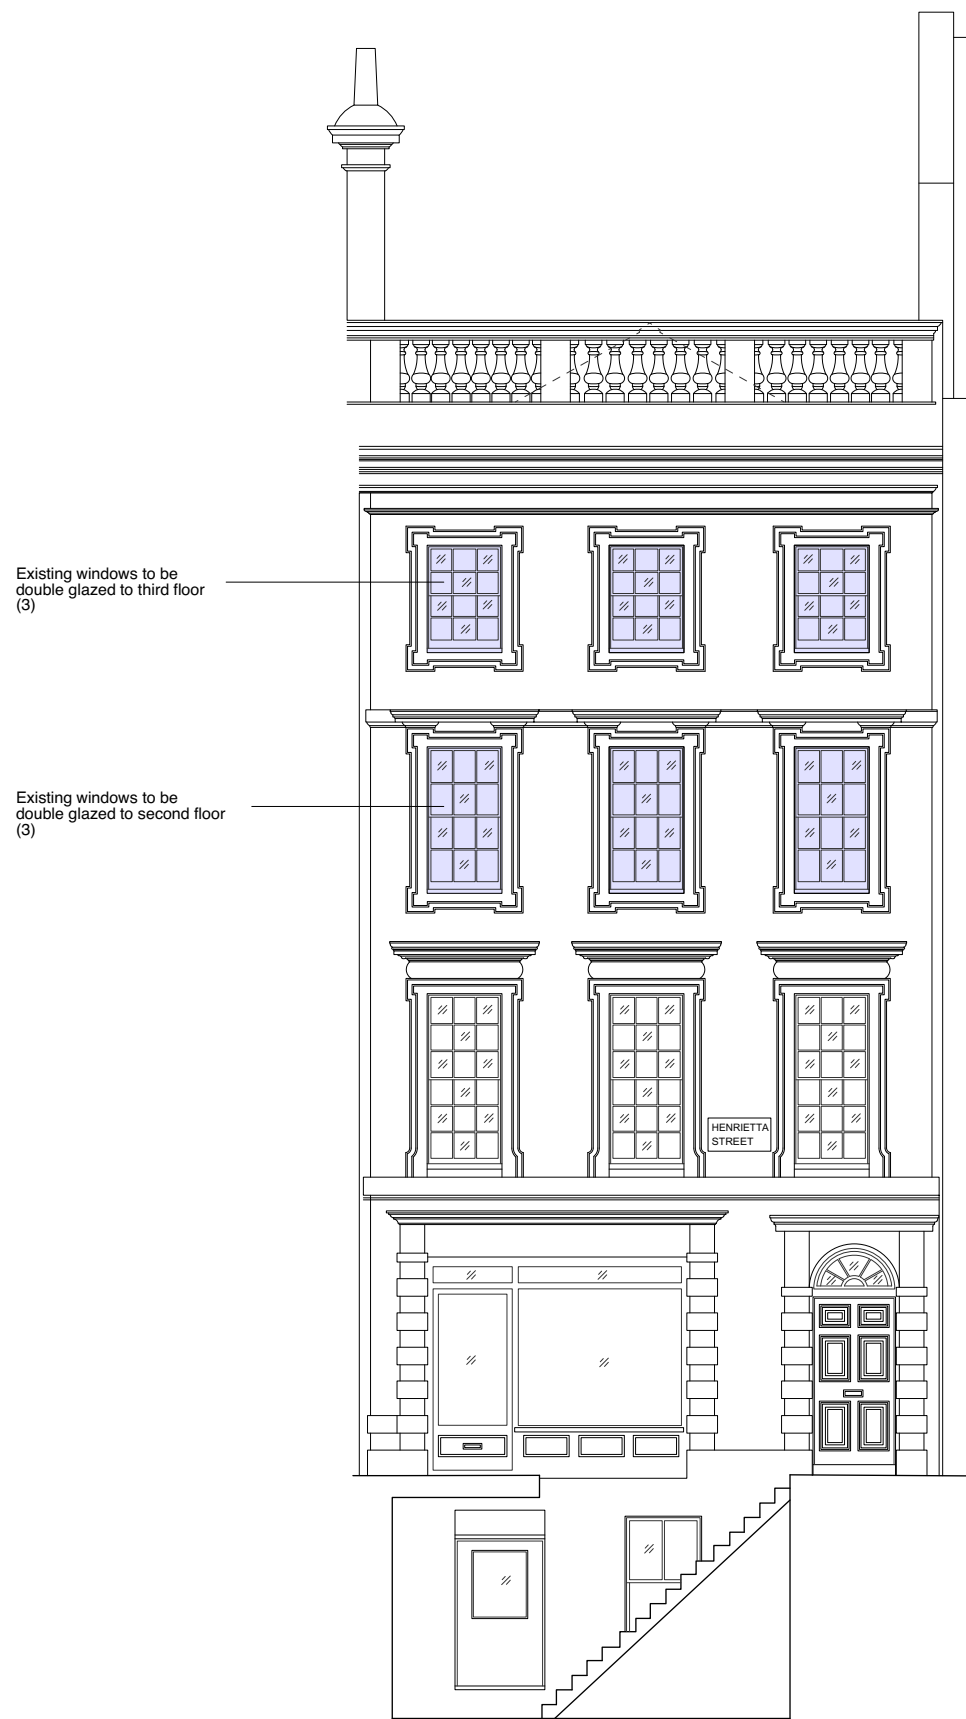 Existing windows to be
double glazed to third floor
(3)
Existing windows to be
double glazed to second floor
(3)
HENRIETTA
STREET